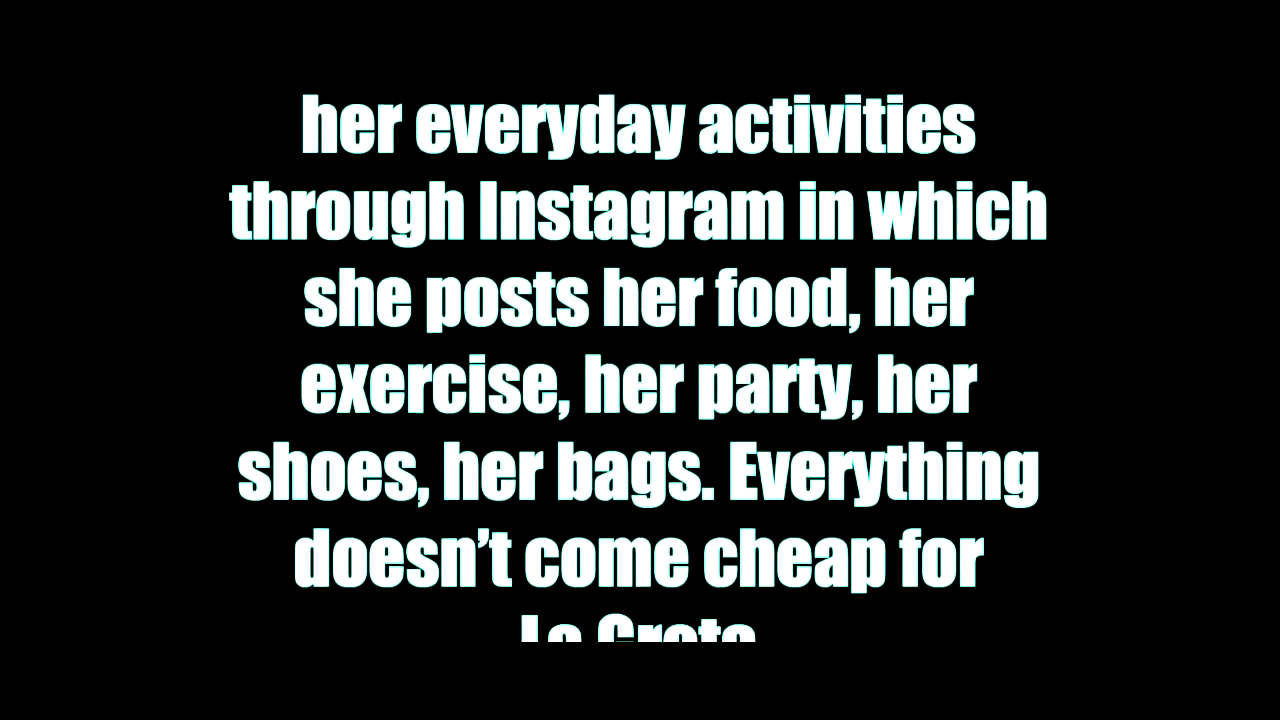 her everyday activities
through Instagram in which
she posts her food, her
exercise, her party, her
shoes, her bags. Everything
doesn’t come cheap for